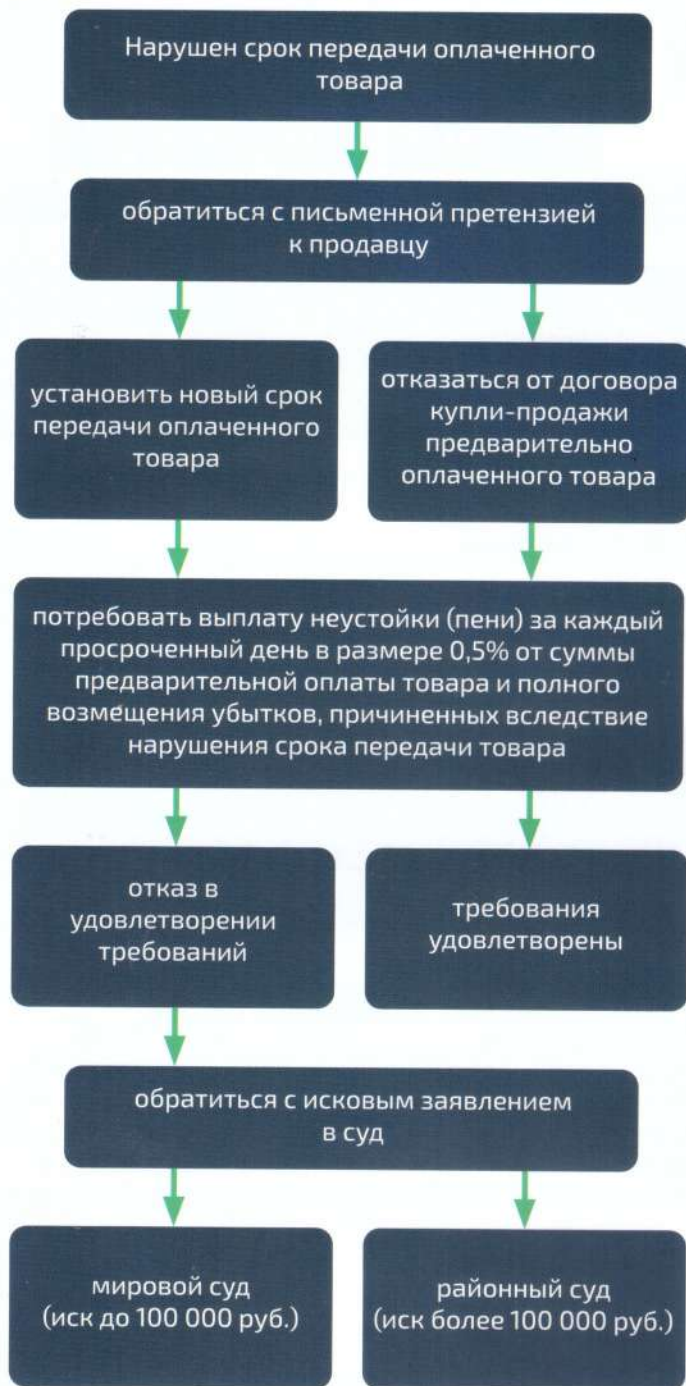 Нарушен срок передачи оплаченного
товара
обратиться с письменной претензией
к продавцу
установить новый срок
передачи оплаченного
товара
отказаться от договора
купли-продажи
предварительно
оплаченного товара
потребовать выплату неустойки (пени) за каждый
просроченный день в размере 0,5% от суммы
предварительной оплаты товара и полного
возмещения убытков, причиненных вследствие
нарушения срока передачи товара
отказ в
удовлетворении
требований
требования
удовлетворены
обратиться с исковым заявлением
в суд
мировой суд
(иск до 100 000 руб.)
районный суд
(иск более 100 000 руб.)